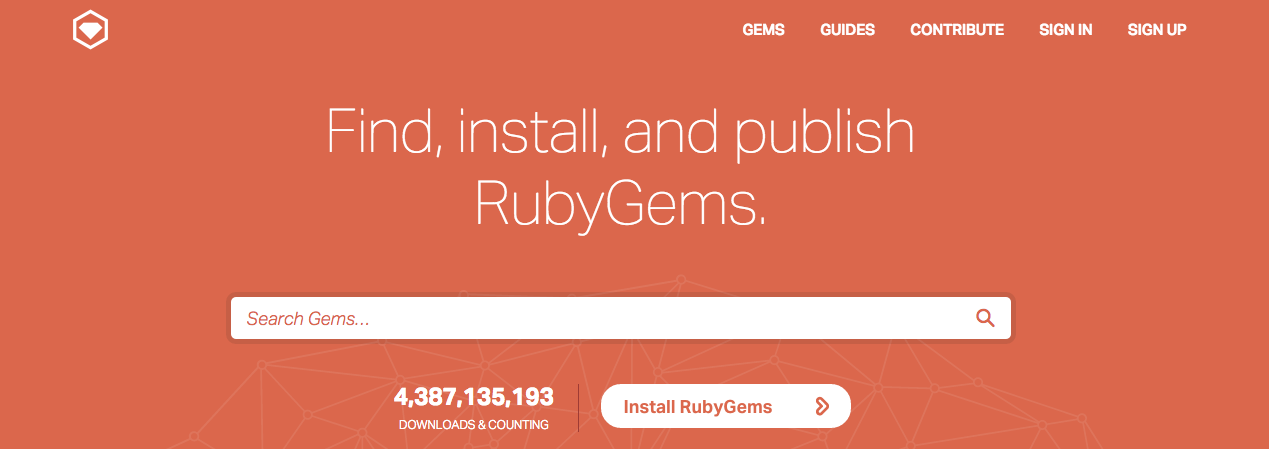 GEMS GUIDES CONTRIBUTE SIGN IN SIGN UP
Find, install, and publish
RubyGems.
Search Gems…
4,387,135,193
DOWNLOADS & COUNTING
Install RubyGems